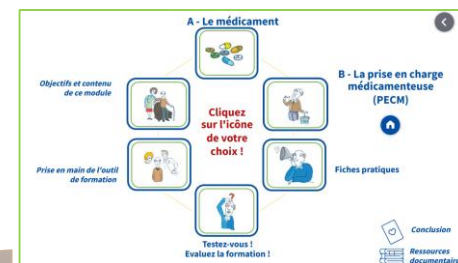 A - Le médicament
Objectifs et contenu
de ce module
B - La prise en charge
médicamenteuse
(PECM)
Cliquez
sur l'icône
de votre
choix !
Prise en main de l'outil
de formation
Fiches pratiques
Testez-vous !
Evaluez la formation !
Conclusion
Ressources
documentaire